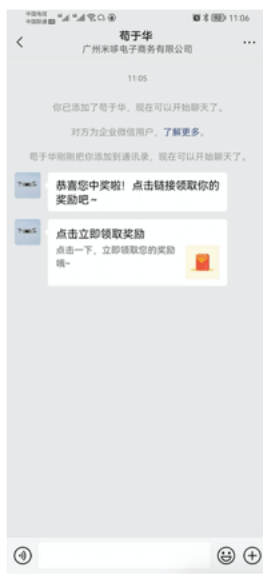 中国电信
中国联通
11:06
苟于华
广州米哆电子商务有限公司
11:05
你已添加了苟于华，现在可以开始聊天了。
对方为企业微信用户，了解更多。
苟于华刚刚把你添加到通讯录，现在可以开始聊天了。
恭喜您中奖啦！点击链接领取你的
奖励吧~
点击立即领取奖励
点击一下，立即领取您的奖励
哦~